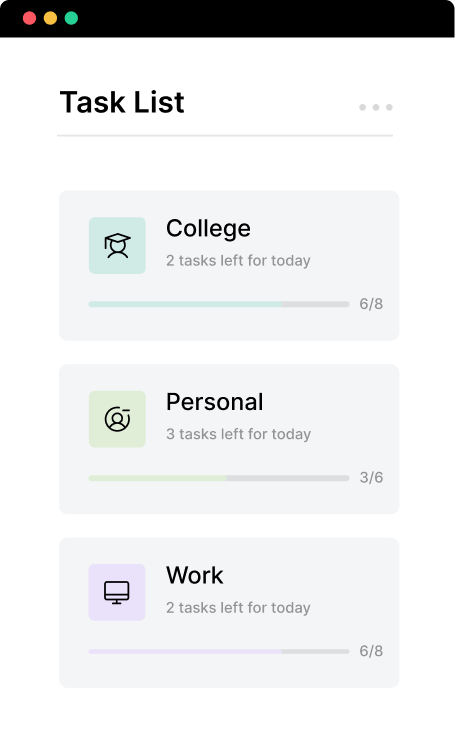 Task List
College
2 tasks left for today
6/8
Personal
3 tasks left for today
3/6
Work
2 tasks left for today
6/8